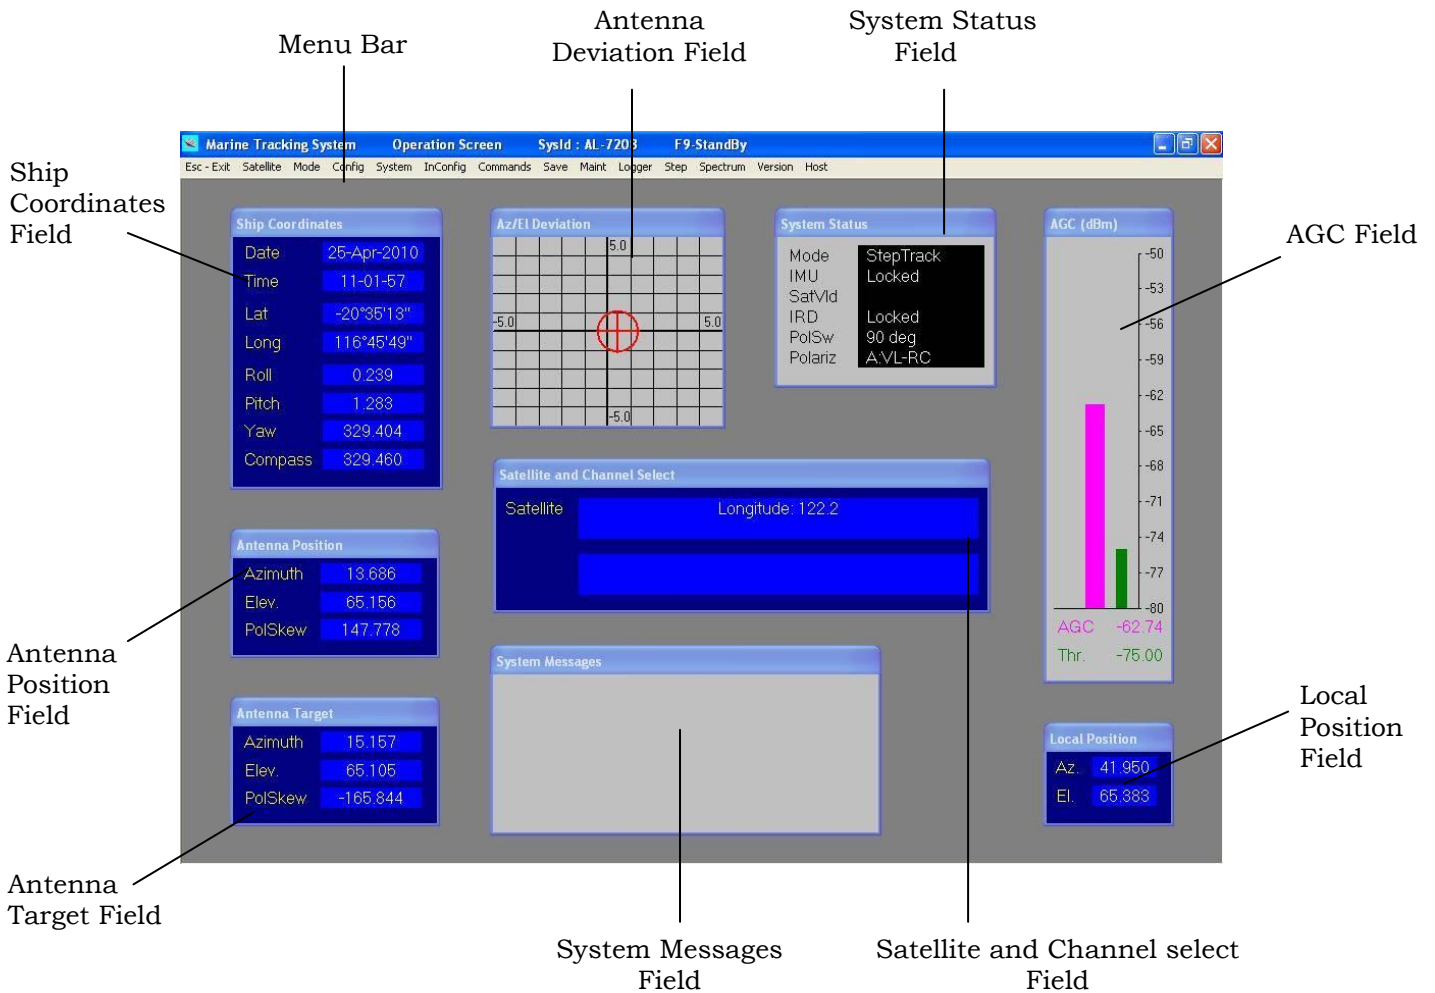 Antenna
Deviation Field
System Status
Field
Menu Bar
Ship
Coordinates
Field
AGC Field
Marine Tracking System Operation Screen SysId : AL-7203 F9-StandBy
Esc - Exit Satellite Mode Config System InConfig Commands Save Maint Logger Step Spectrum Version Host
Ship Coordinates
Date 25-Apr-2010
Time 11-01-57
Lat -20°35'13"
Long 116°45'49"
Roll 0.239
Pitch 1.283
Yaw 329.404
Compass 329.460
Az/El Deviation
5.0
-5.0 5.0
-5.0
System Status
Mode StepTrack
IMU Locked
SatVld
IRD Locked
PolSw 90 deg
Polariz A:VL-RC
AGC (dBm)
-50
-53
-56
-59
-62
-65
-68
-71
-74
-77
-80
AGC -62.74
Thr. -75.00
Satellite and Channel Select
Satellite Longitude: 122.2
Antenna Position
Azimuth 13.686
Elev. 65.156
PolSkew 147.778
System Messages
Antenna Target
Azimuth 15.157
Elev. 65.105
PolSkew -165.844
Local Position
Az. 41.950
El. 65.383
Antenna
Position
Field
Local
Position
Field
Antenna
Target Field
System Messages
Field
Satellite and Channel select
Field